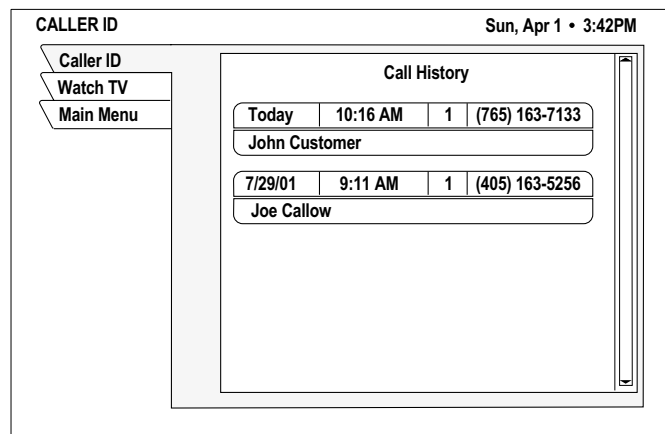 CALLER ID Sun, Apr 1 • 3:42PM
Caller ID
Watch TV
Main Menu
Call History
Today 10:16 AM 1 (765) 163-7133
John Customer
7/29/01 9:11 AM 1 (405) 163-5256
Joe Callow